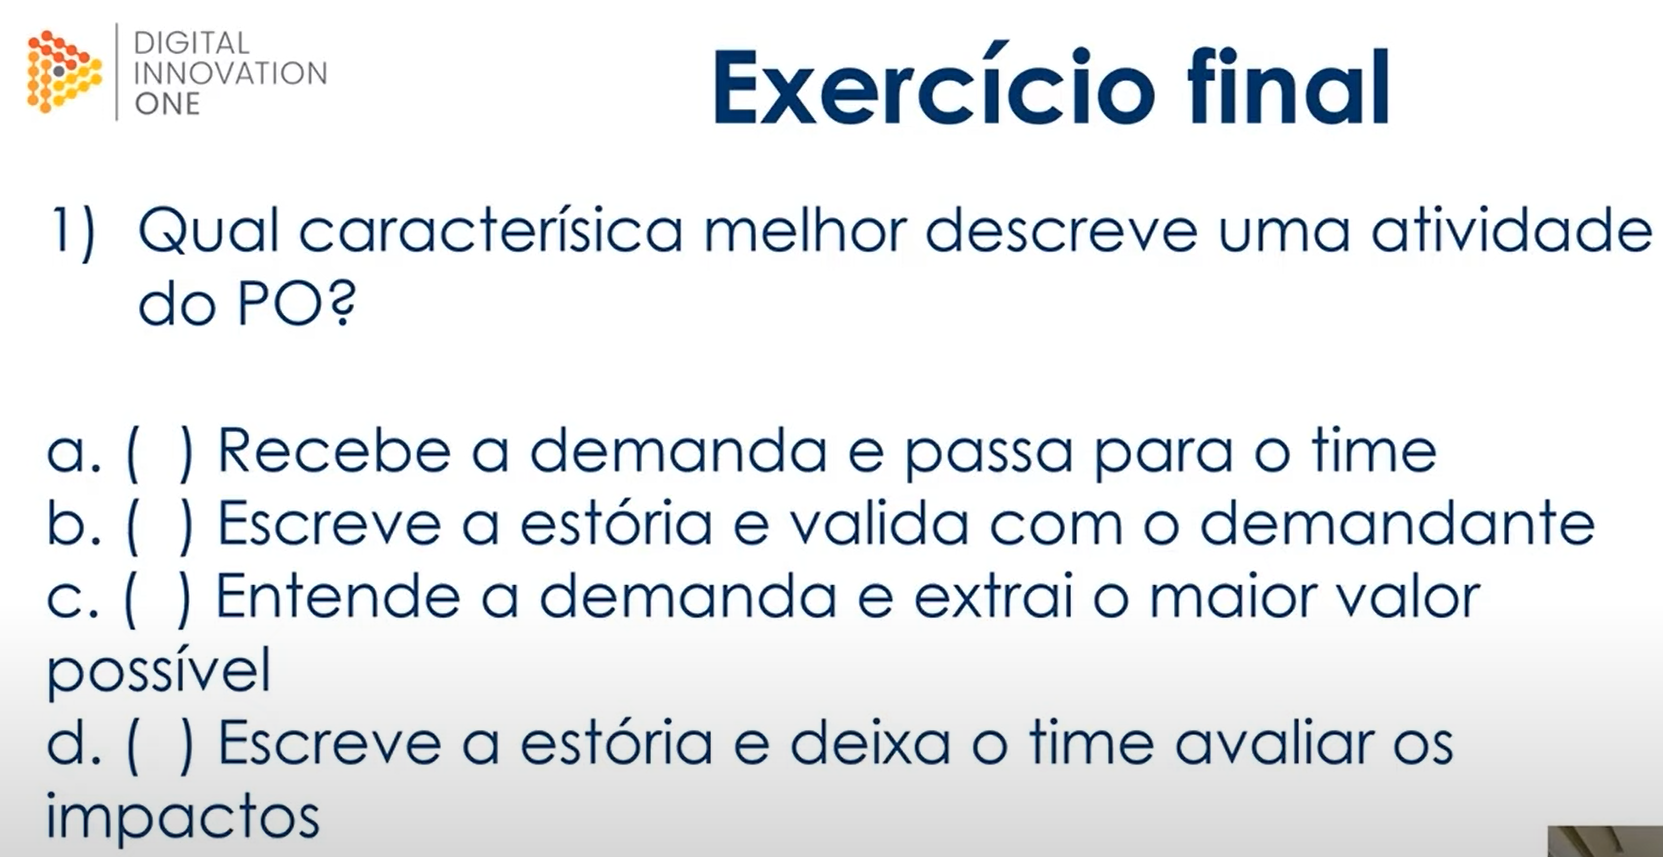 DIGITAL
INNOVATION
ONE
Exercício final
1) Qual caracterísica melhor descreve uma atividade
do PO?
a. ( ) Recebe a demanda e passa para o time
b. ( ) Escreve a estória e valida com o demandante
c. ( ) Entende a demanda e extrai o maior valor
possível
d. ( ) Escreve a estória e deixa o time avaliar os
impactos